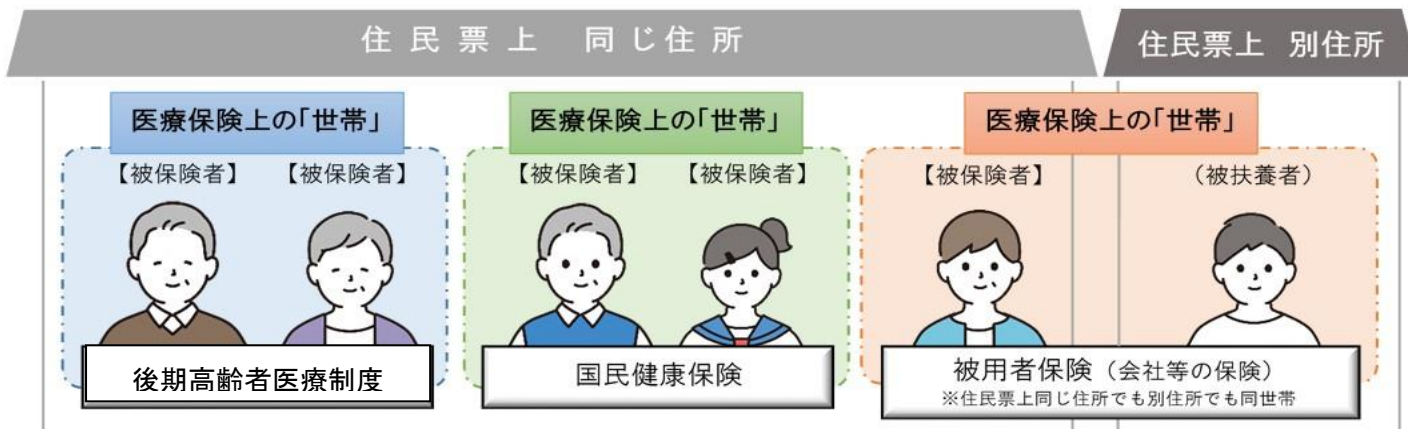 住民票上 同じ住所
住民票上 別住所
医療保険上の「世帯」
【被保険者】 【被保険者】
後期高齢者医療制度
医療保険上の「世帯」
【被保険者】 【被保険者】
国民健康保険
医療保険上の「世帯」
【被保険者】 （被扶養者）
被用者保険（会社等の保険）
※住民票上同じ住所でも別住所でも同世帯